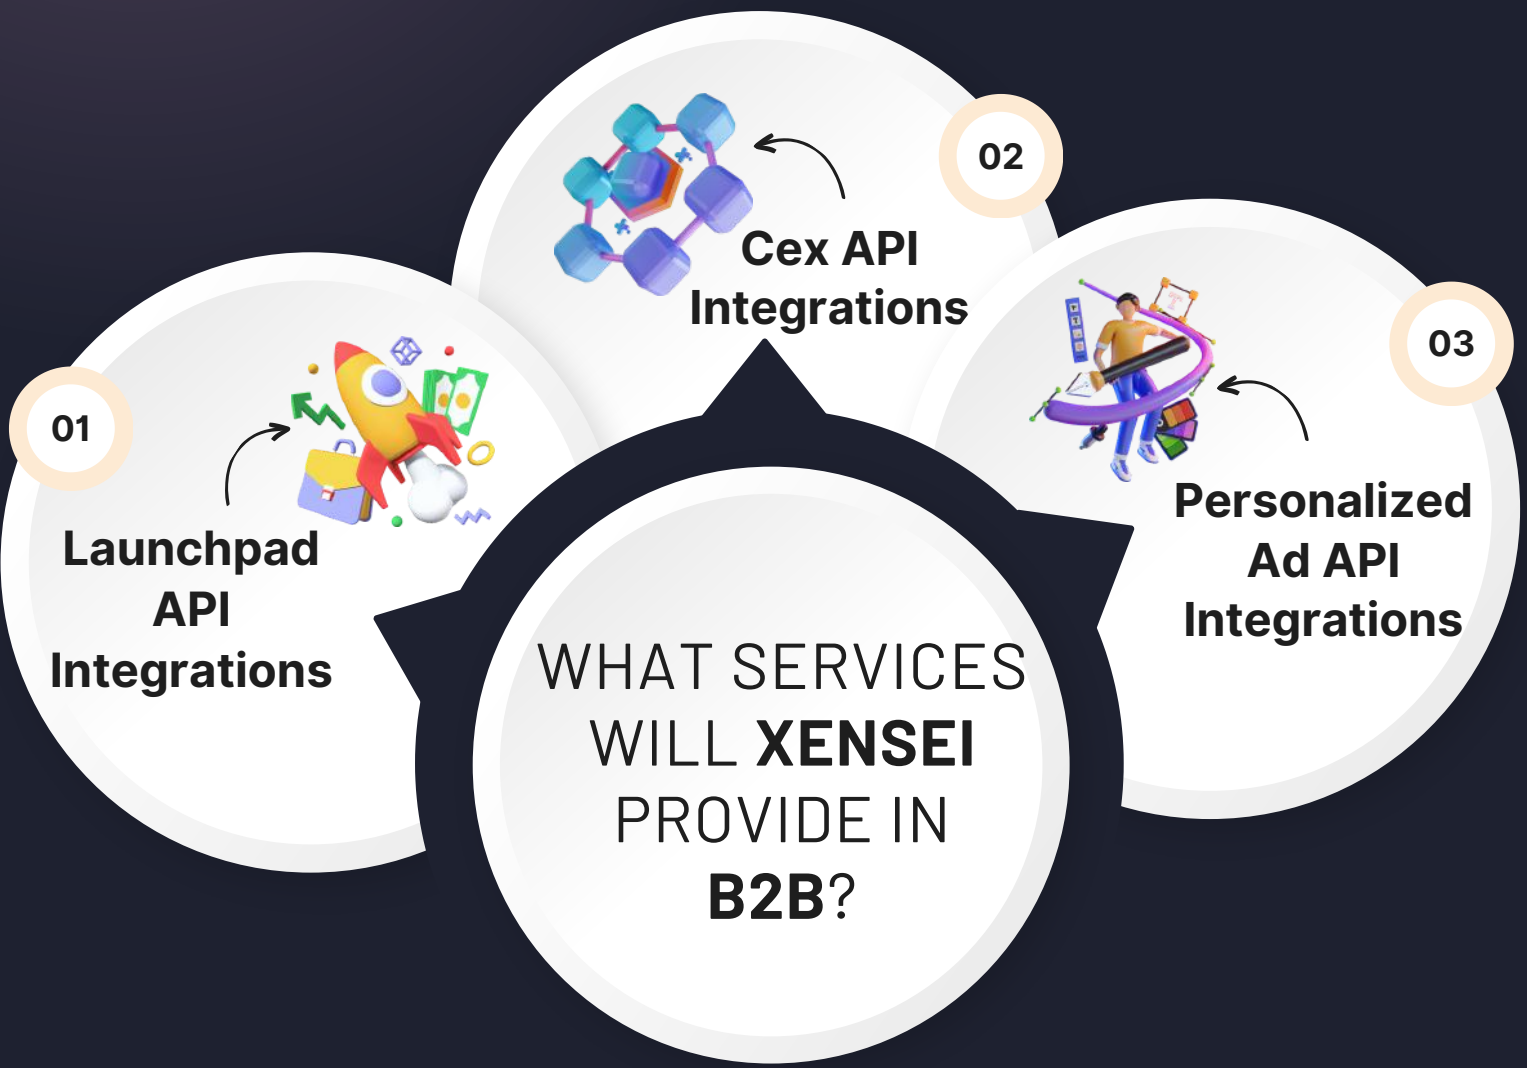 01
Launchpad
API
Integrations
02
Cex API
Integrations
03
Personalized
Ad API
Integrations
WHAT SERVICES
WILL XENSEI
PROVIDE IN
B2B?